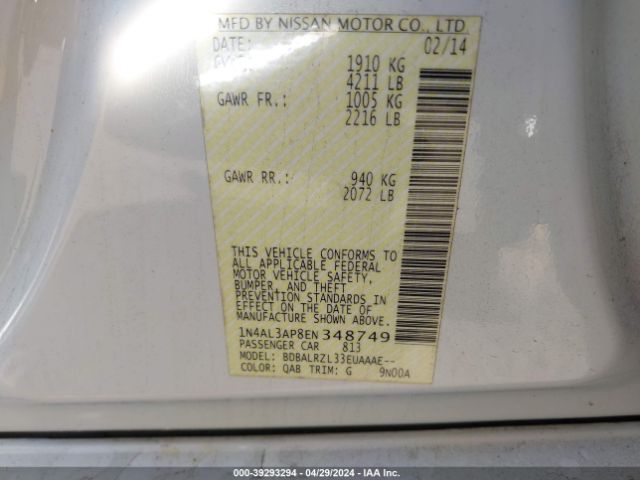 MFD BY NISSAN MOTOR CO., LTD
DATE: 02/14
1910 KG
4211 LB
GAWR FR.: 1005 KG
2216 LB
GAWR RR.: 940 KG
2072 LB
THIS VEHICLE CONFORMS TO
ALL APPLICABLE FEDERAL
MOTOR VEHICLE SAFETY,
BUMPER, AND THEFT
PREVENTION STANDARDS IN
EFFECT ON THE DATE OF
MANUFACTURE SHOWN ABOVE.
1N4AL3AP8EN348749
PASSENGER CAR 813
MODEL: BDBALRZL33EUAAAE--
COLOR: QAB TRIM: G 9N00A
000-39293294 - 04/29/2024 - IAA Inc.